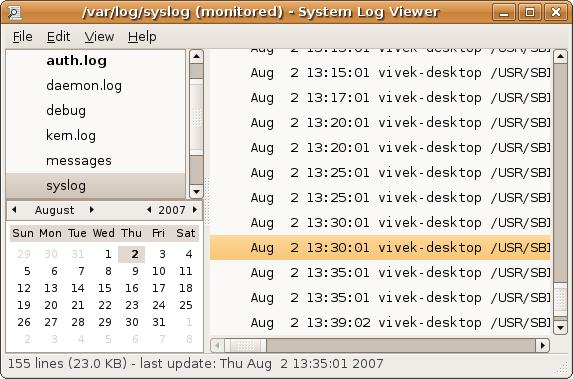 /var/log/syslog (monitored) - System Log Viewer
File Edit View Help
auth.log
daemon.log
debug
kern.log
messages
syslog
August 2007
Sun Mon Tue Wed Thu Fri Sat
29 30 31 1 2 3 4
5 6 7 8 9 10 11
12 13 14 15 16 17 18
19 20 21 22 23 24 25
26 27 28 29 30 31 1
2 3 4 5 6 7 8
Aug 2 13:15:01 vivek-desktop /USR/SBI
Aug 2 13:15:01 vivek-desktop /USR/SBI
Aug 2 13:17:01 vivek-desktop /USR/SBI
Aug 2 13:20:01 vivek-desktop /USR/SBI
Aug 2 13:20:01 vivek-desktop /USR/SBI
Aug 2 13:25:01 vivek-desktop /USR/SBI
Aug 2 13:25:01 vivek-desktop /USR/SBI
Aug 2 13:30:01 vivek-desktop /USR/SBI
Aug 2 13:30:01 vivek-desktop /USR/SBI
Aug 2 13:35:01 vivek-desktop /USR/SBI
Aug 2 13:35:01 vivek-desktop /USR/SBI
Aug 2 13:39:02 vivek-desktop /USR/SBI
155 lines (23.0 KB) - last update: Thu Aug 2 13:35:01 2007